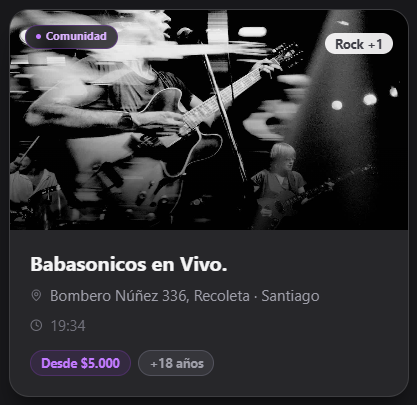 Comunidad
Rock +1
Babasonicos en Vivo.
Bombero Núñez 336, Recoleta · Santiago
19:34
Desde $5.000
+18 años